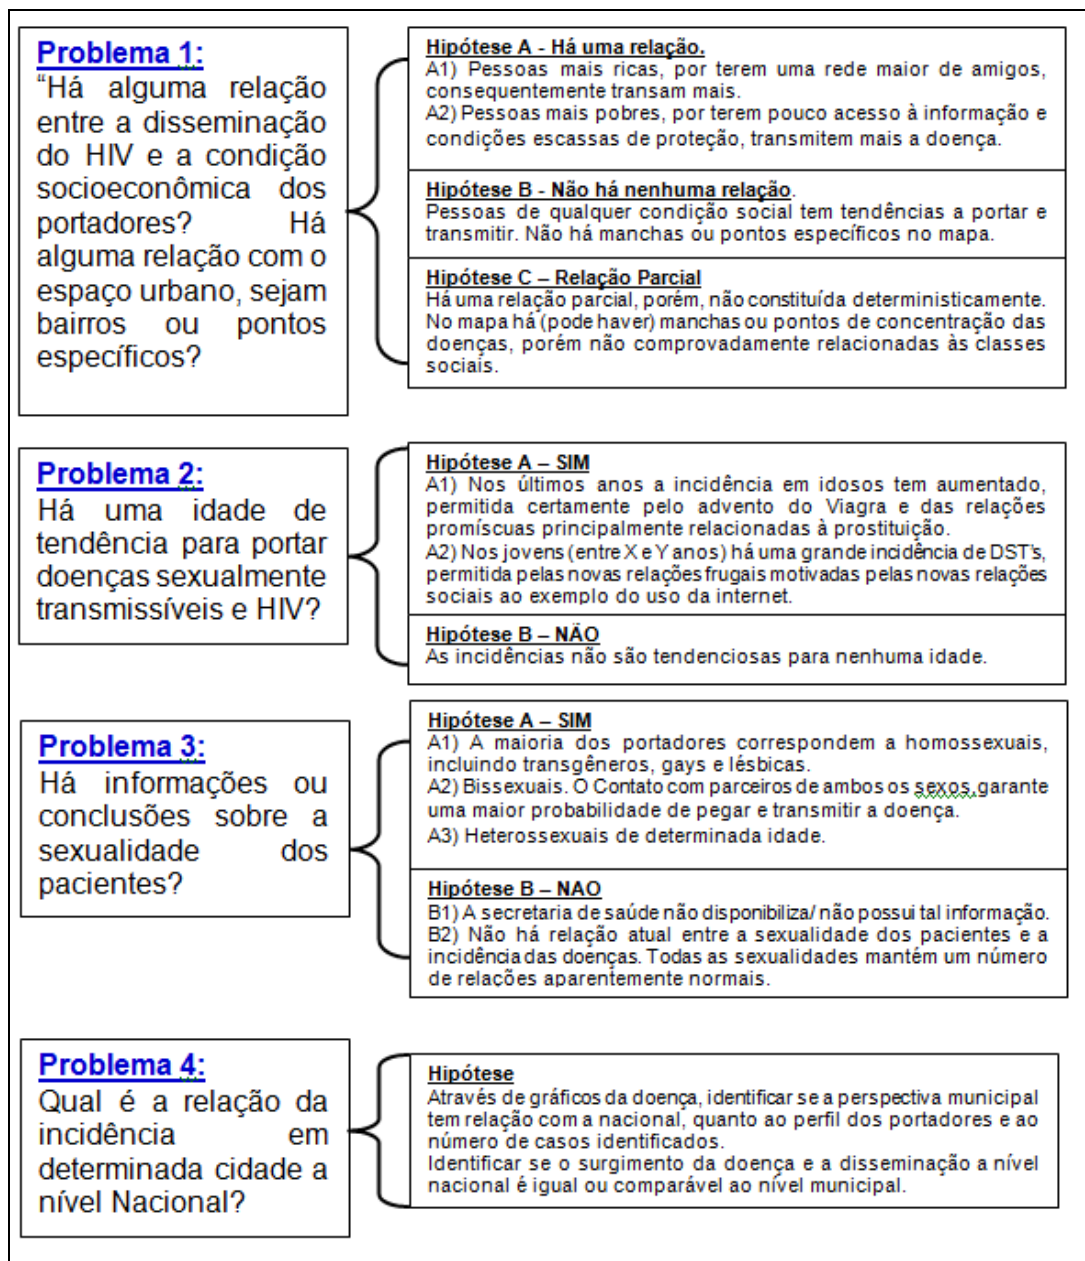 Problema 1:
“Há alguma relação
entre a disseminação
do HIV e a condição
socioeconômica dos
portadores? Há
alguma relação com o
espaço urbano, sejam
bairros ou pontos
específicos?
Hipótese A - Há uma relação.
A1) Pessoas mais ricas, por terem uma rede maior de amigos,
consequentemente transam mais.
A2) Pessoas mais pobres, por terem pouco acesso à informação e
condições escassas de proteção, transmitem mais a doença.
Hipótese B - Não há nenhuma relação.
Pessoas de qualquer condição social tem tendências a portar e
transmitir. Não há manchas ou pontos específicos no mapa.
Hipótese C – Relação Parcial
Há uma relação parcial, porém, não constituída deterministicamente.
No mapa há (pode haver) manchas ou pontos de concentração das
doenças, porém não comprovadamente relacionadas às classes
sociais.
Problema 2:
Há uma idade de
tendência para portar
doenças sexualmente
transmissíveis e HIV?
Hipótese A – SIM
A1) Nos últimos anos a incidência em idosos tem aumentado,
permitida certamente pelo advento do Viagra e das relações
promíscuas principalmente relacionadas à prostituição.
A2) Nos jovens (entre X e Y anos) há uma grande incidência de DST's,
permitida pelas novas relações frugais motivadas pelas novas relações
sociais ao exemplo do uso da internet.
Hipótese B – NÃO
As incidências não são tendenciosas para nenhuma idade.
Problema 3:
Há informações ou
conclusões sobre a
sexualidade dos
pacientes?
Hipótese A – SIM
A1) A maioria dos portadores correspondem a homossexuais,
incluindo transgêneros, gays e lésbicas.
A2) Bissexuais. O Contato com parceiros de ambos os sexos,garante
uma maior probabilidade de pegar e transmitir a doença.
A3) Heterossexuais de determinada idade.
Hipótese B – NAO
B1) A secretaria de saúde não disponibiliza/ não possui tal informação.
B2) Não há relação atual entre a sexualidade dos pacientes e a
incidência das doenças. Todas as sexualidades mantém um número
de relações aparentemente normais.
Problema 4:
Qual é a relação da
incidência em
determinada cidade a
nível Nacional?
Hipótese
Através de gráficos da doença, identificar se a perspectiva municipal
tem relação com a nacional, quanto ao perfil dos portadores e ao
número de casos identificados.
Identificar se o surgimento da doença e a disseminação a nível
nacional é igual ou comparável ao nível municipal.